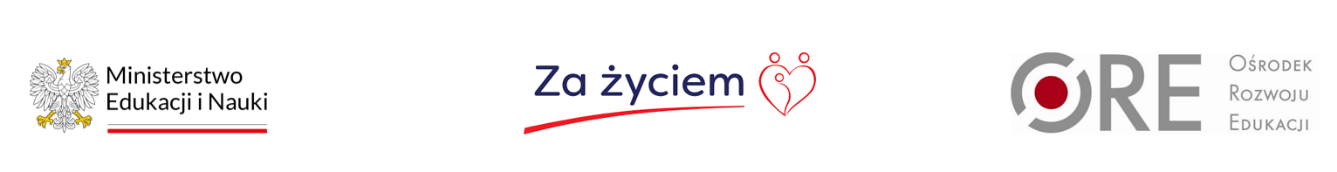 Ministerstwo
Edukacji i Nauki
Za życiem
ORE
Ośrodek
Rozwoju
Edukacji